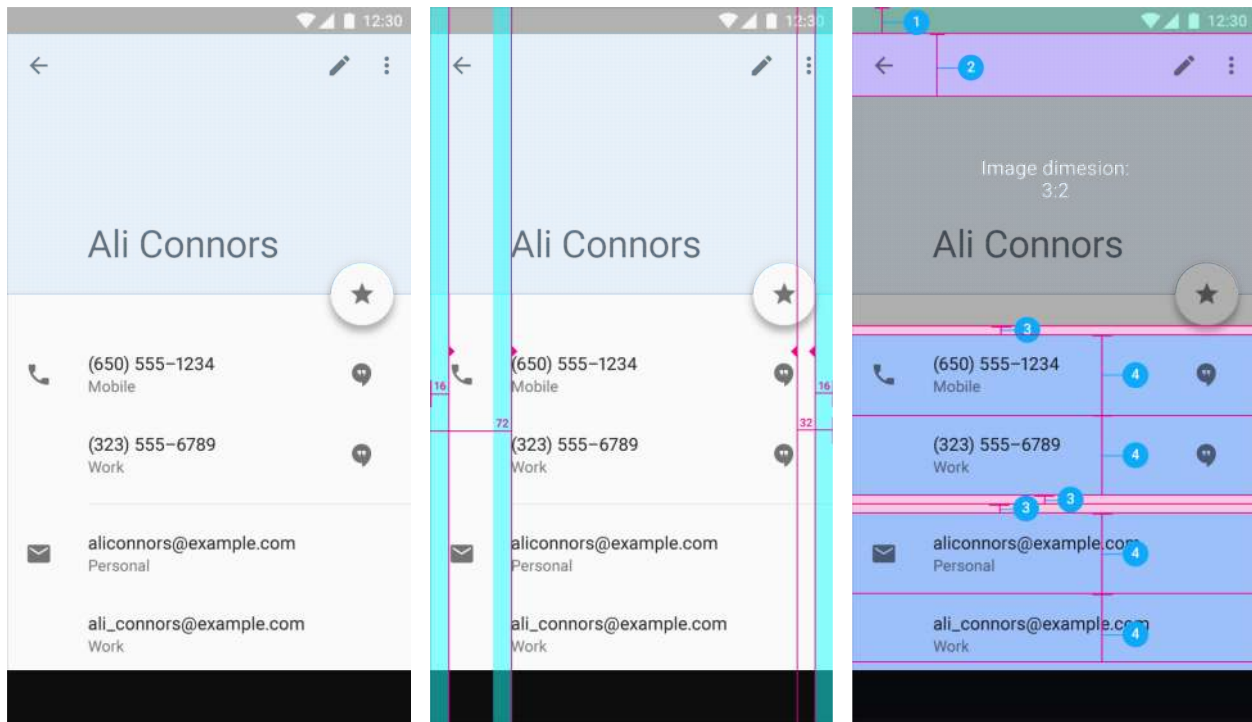 12:30
Ali Connors
(650) 555–1234
Mobile
(323) 555–6789
Work
aliconnors@example.com
Personal
ali_connors@example.com
Work
12:30
Ali Connors
(650) 555–1234
Mobile
16
16
72
32
(323) 555–6789
Work
aliconnors@example.com
Personal
ali_connors@example.com
Work
1
12:30
2
Image dimesion:
3:2
Ali Connors
3
(650) 555–1234
4
Mobile
(323) 555–6789
4
Work
3
3
aliconnors@example.com
4
Personal
ali_connors@example.com
4
Work